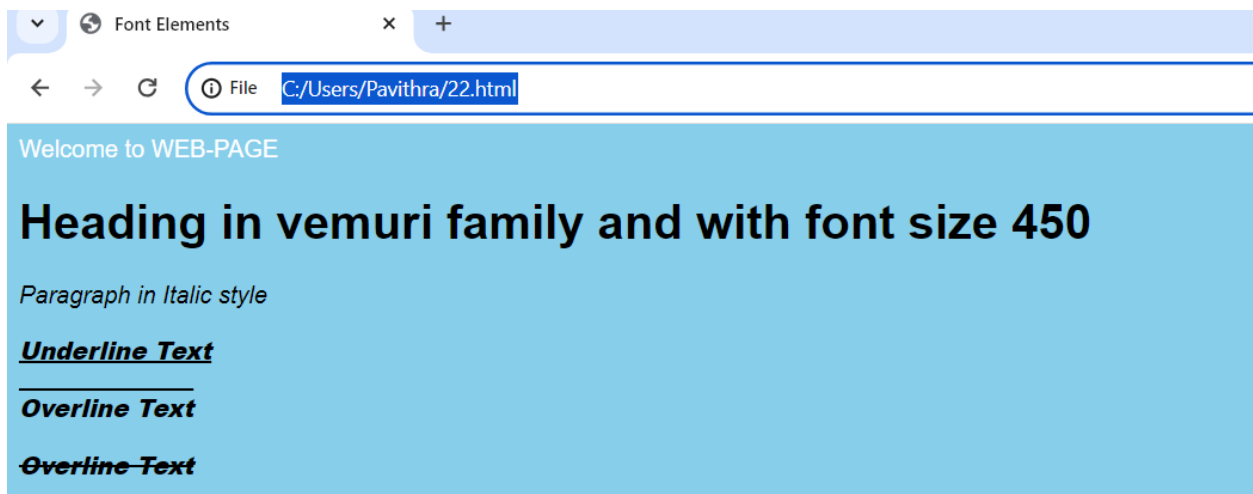 Font Elements
File C:/Users/Pavithra/22.html
Welcome to WEB-PAGE
Heading in vemuri family and with font size 450
Paragraph in Italic style
Underline Text
Overline Text
Overline Text